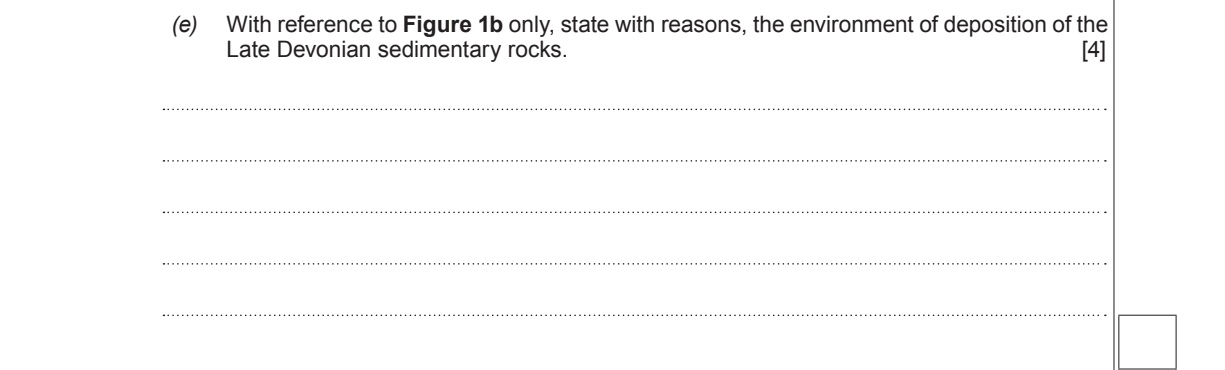 (e) With reference to Figure 1b only, state with reasons, the environment of deposition of the
Late Devonian sedimentary rocks. [4]